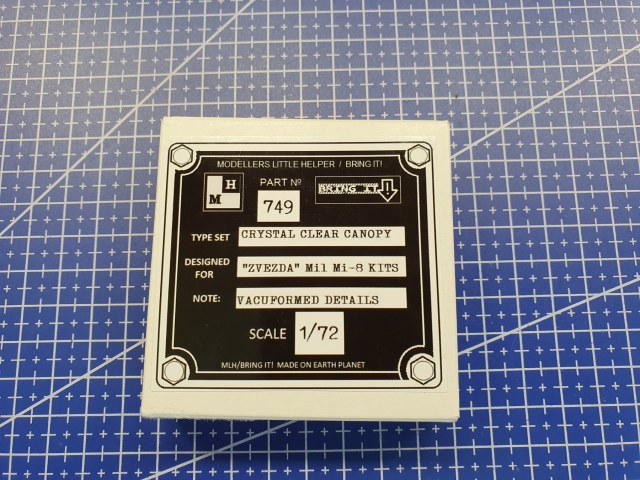 MODELLERS LITTLE HELPER / BRING IT!
H
M
PART Nº
749
BRING IT!
TYPE SET
CRYSTAL CLEAR CANOPY
DESIGNED FOR
"ZVEZDA" Mil Mi-8 KITS
NOTE:
VACUFORMED DETAILS
SCALE
1/72
MLH/BRING IT! MADE ON EARTH PLANET